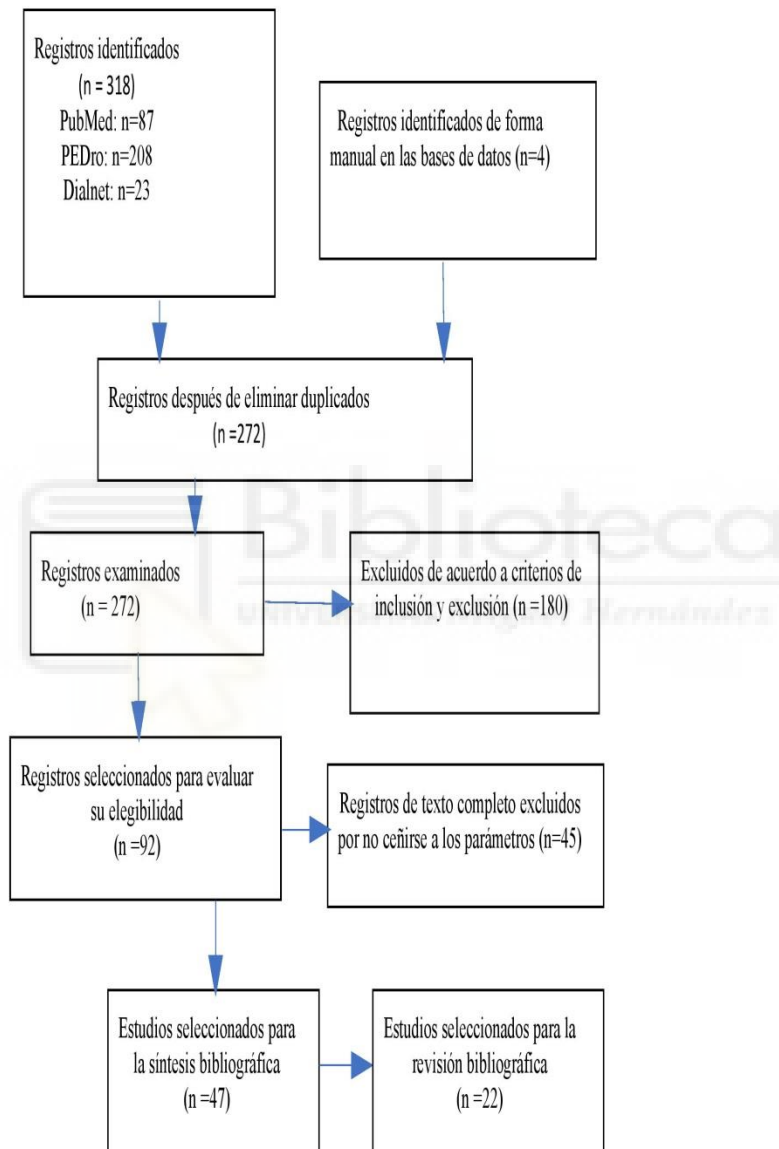 Registros identificados
(n = 318)
PubMed: n=87
PEDro: n=208
Dialnet: n=23
Registros identificados de forma
manual en las bases de datos (n=4)
Registros después de eliminar duplicados
(n =272)
Biblioteca
Registros examinados
(n = 272)
Excluidos de acuerdo a criterios de
inclusión y exclusión (n =180)
UNIVERSITAS Miguel Hernández
Registros seleccionados para evaluar
su elegibilidad
(n =92)
Registros de texto completo excluidos
por no ceñirse a los parámetros (n=45)
Estudios seleccionados para
la síntesis bibliográfica
(n =47)
Estudios seleccionados para la
revisión bibliográfica
(n =22)